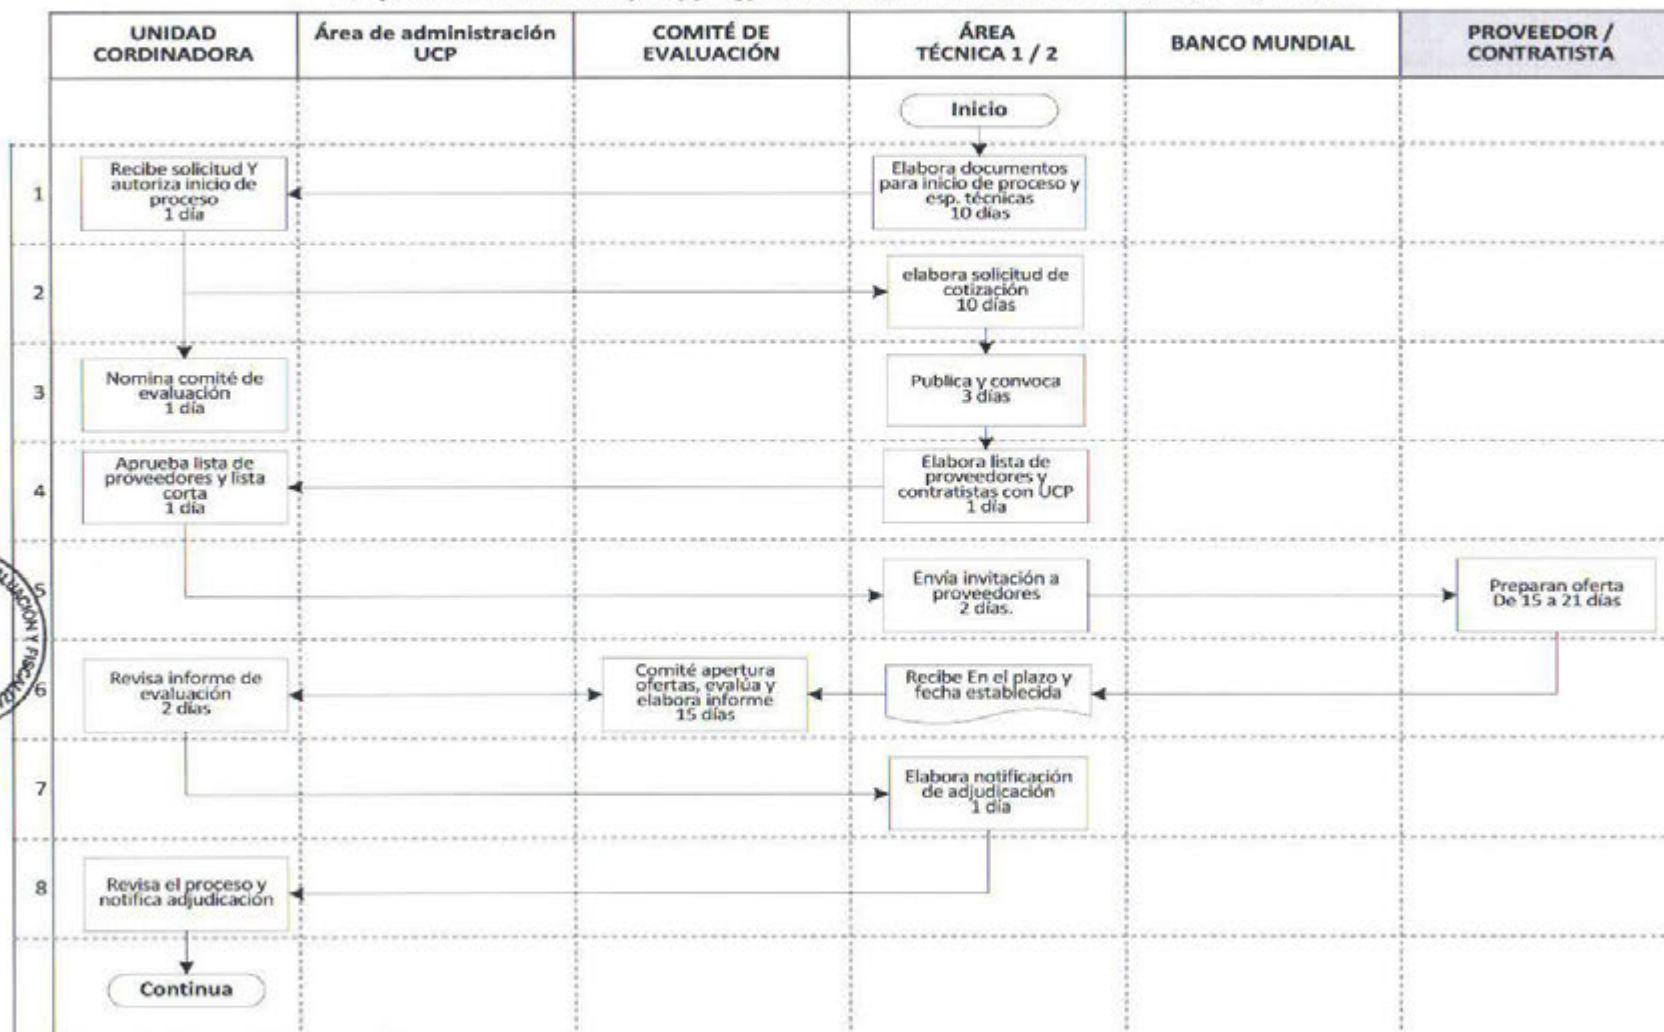 UNIDAD
CORDINADORA
Área de administración
UCP
COMITÉ DE
EVALUACIÓN
ÁREA
TÉCNICA 1 / 2
BANCO MUNDIAL
PROVEEDOR /
CONTRATISTA
Inicio
1
Recibe solicitud Y
autoriza inicio de
proceso
1 día
Elabora documentos
para inicio de proceso y
esp. técnicas
10 días
2
elabora solicitud de
cotización
10 días
3
Nomina comité de
evaluación
1 día
Publica y convoca
3 días
4
Aprueba lista de
proveedores y lista
corta
1 día
Elabora lista de
proveedores y
contratistas con UCP
1 día
5
Envía invitación a
proveedores
2 días.
Preparan oferta
De 15 a 21 días
6
Revisa informe de
evaluación
2 días
Comité apertura
ofertas, evalúa y
elabora informe
15 días
Recibe En el plazo y
fecha establecida
7
Elabora notificación
de adjudicación
1 día
8
Revisa el proceso y
notifica adjudicación
Continua